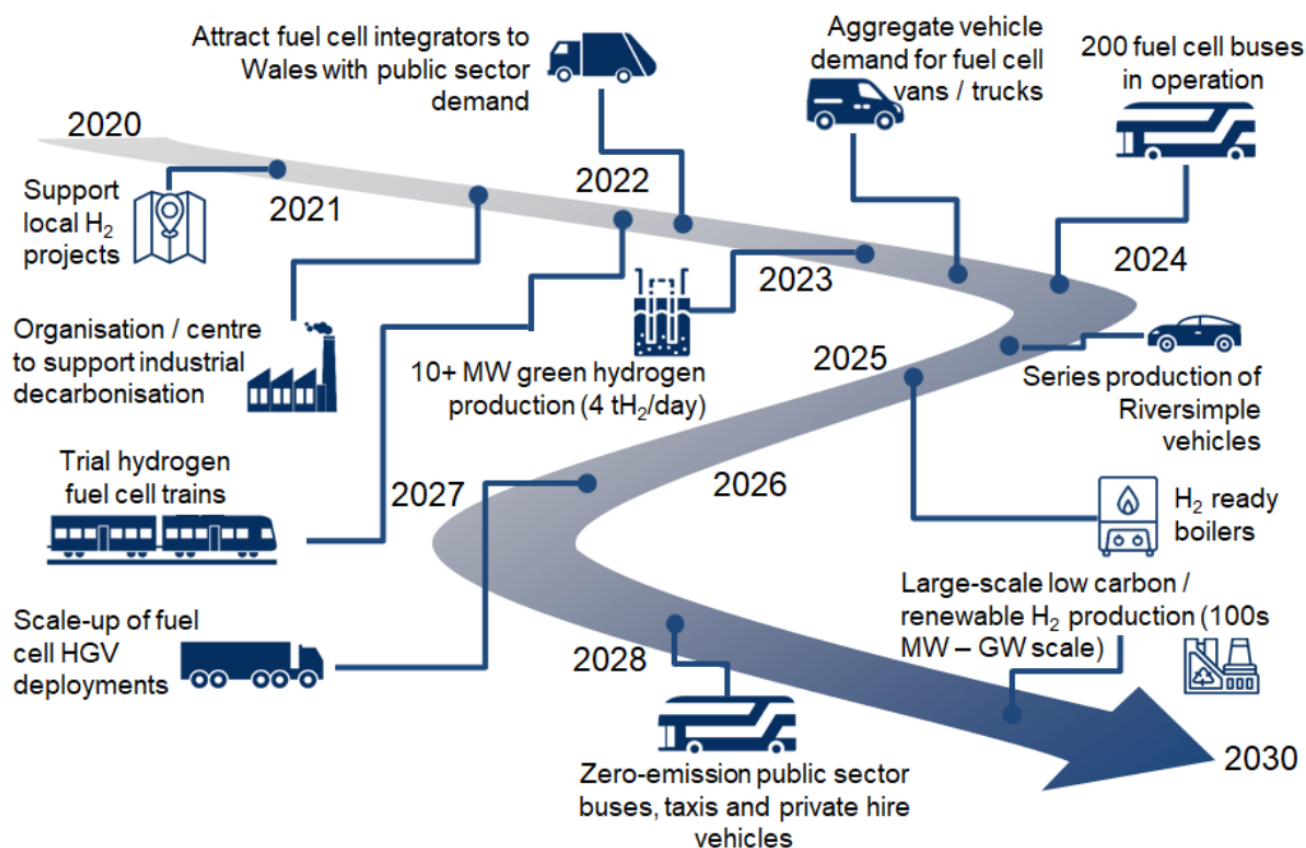 Attract fuel cell integrators to
Wales with public sector
demand
Aggregate vehicle
demand for fuel cell
vans / trucks
200 fuel cell buses
in operation
2020
Support
local H₂
projects
2021
2022
2023
2024
Organisation / centre
to support industrial
decarbonisation
10+ MW green hydrogen
production (4 tH₂/day)
2025
Series production of
Riversimple
vehicles
Trial hydrogen
fuel cell trains
2027
2026
H₂ ready
boilers
Scale-up of fuel
cell HGV
deployments
Large-scale low carbon /
renewable H₂ production (100s
MW – GW scale)
2028
2030
Zero-emission public sector
buses, taxis and private hire
vehicles